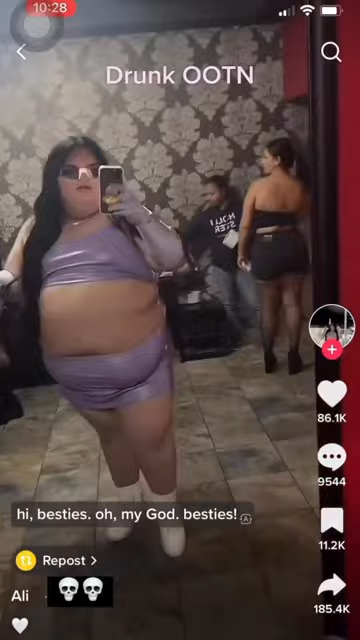 10:28
Drunk OOTN
86.1K
9544
11.2K
185.4K
hi, besties. oh, my God. besties!
Repost >
Ali